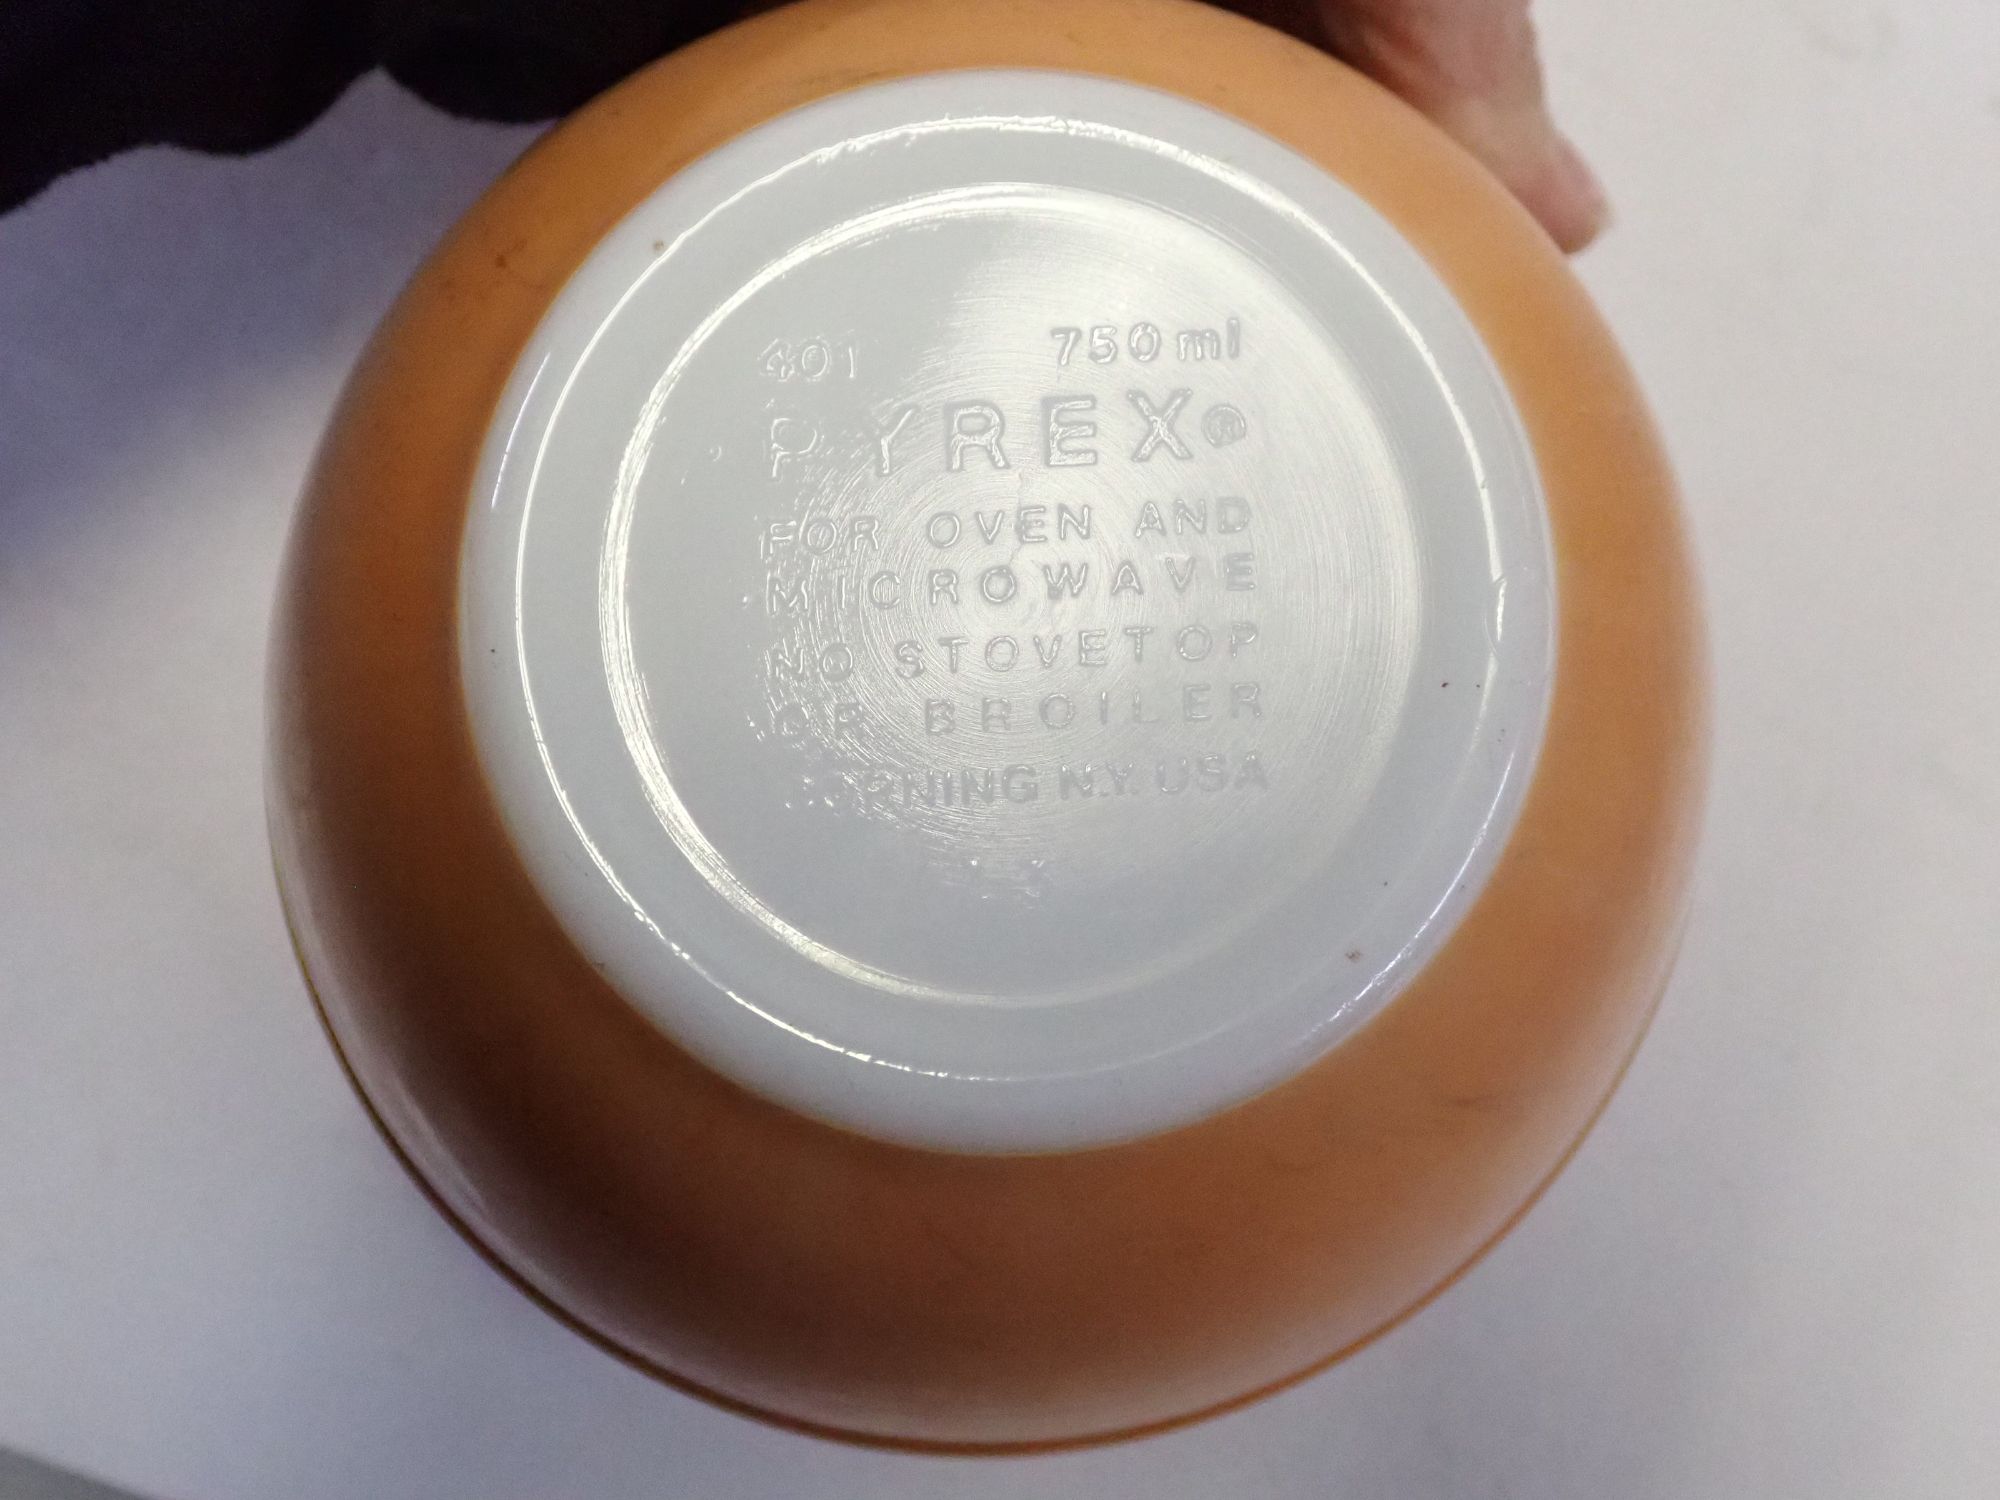 401 750 ml
PYREX®
FOR OVEN AND
MICROWAVE
NO STOVETOP
OR BROILER
CORNING N.Y. USA